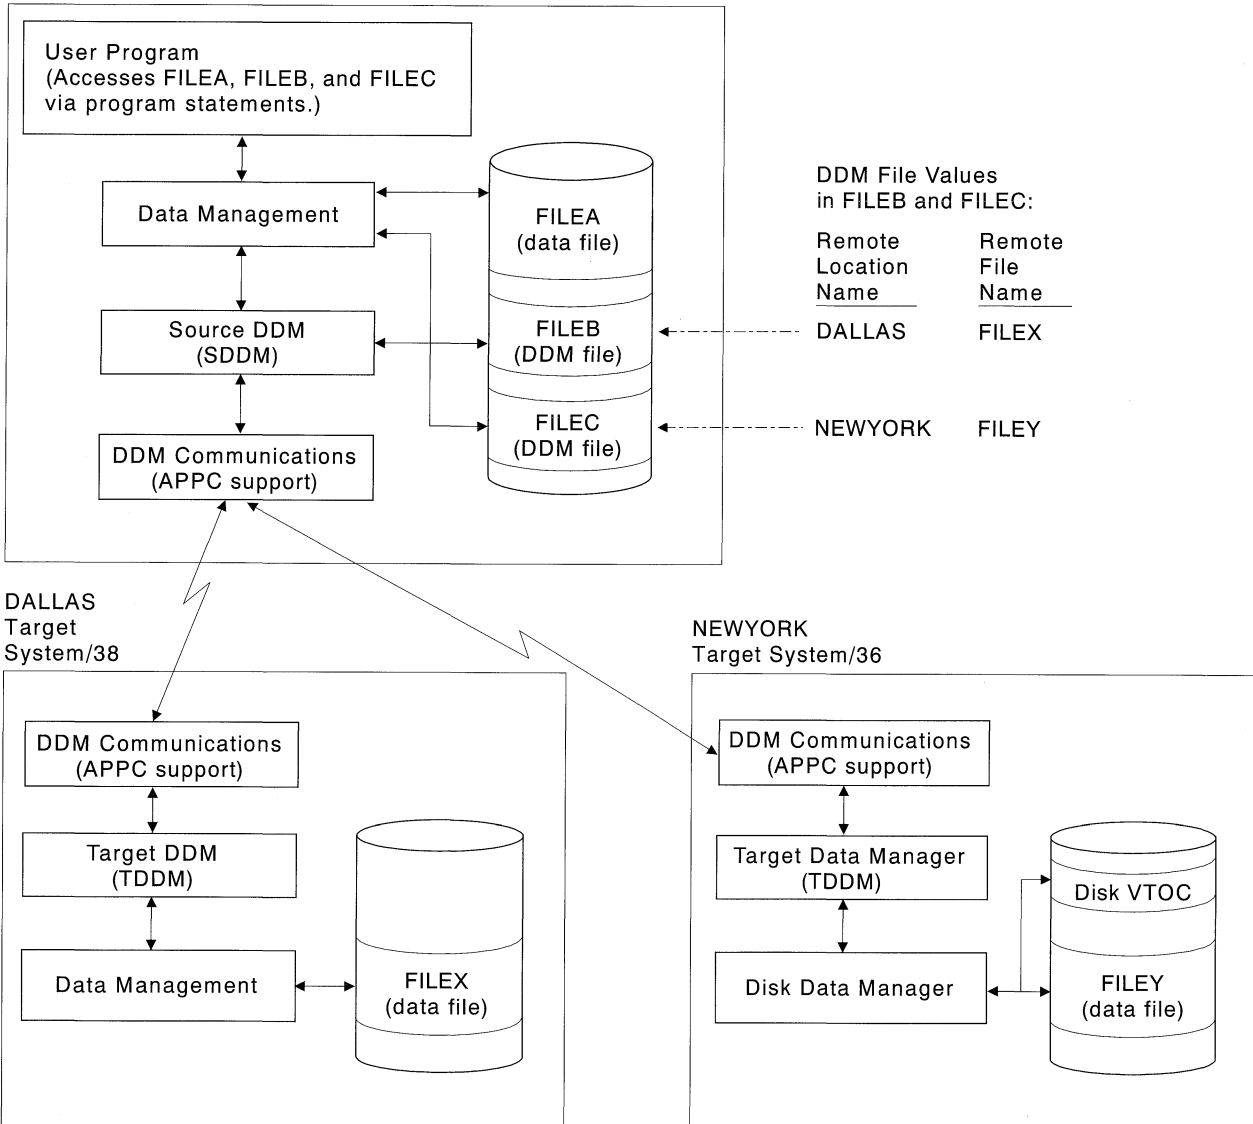 User Program
(Accesses FILEA, FILEB, and FILEC
via program statements.)
Data Management
Source DDM
(SDDM)
DDM Communications
(APPC support)
FILEA
(data file)
FILEB
(DDM file)
FILEC
(DDM file)
DDM File Values
in FILEB and FILEC:
Remote Remote
Location File
Name Name
DALLAS FILEX
NEWYORK FILEY
DALLAS
Target
System/38
DDM Communications
(APPC support)
Target DDM
(TDDM)
Data Management
FILEX
(data file)
NEWYORK
Target System/36
DDM Communications
(APPC support)
Target Data Manager
(TDDM)
Disk Data Manager
Disk VTOC
FILEY
(data file)